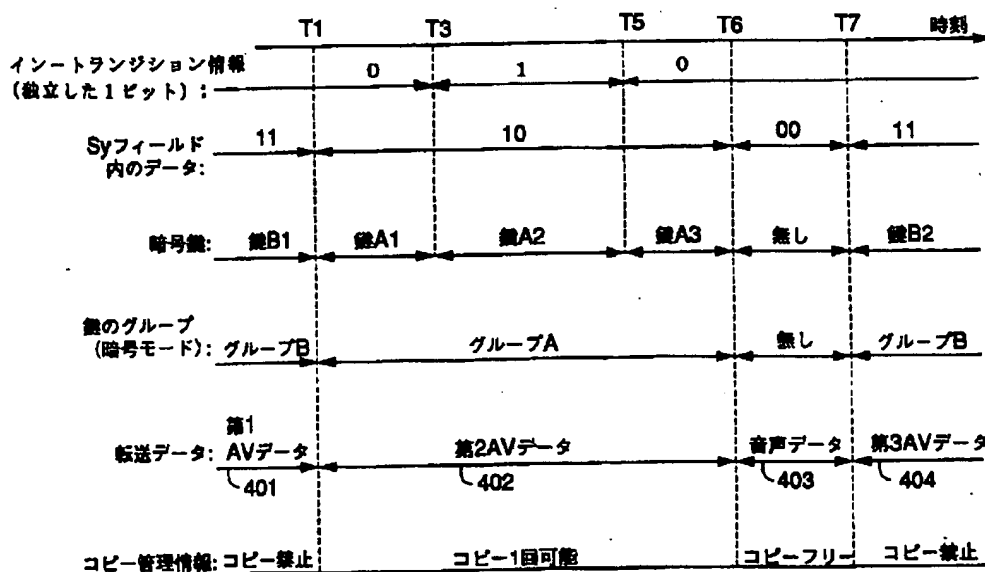 T1 T3 T5 T6 T7 時刻
イントランジション情報
(独立した1ビット):
0 1 0
Syフィールド
内のデータ:
11 10 00 11
暗号鍵: 鍵B1 鍵A1 鍵A2 鍵A3 無し 鍵B2
鍵のグループ
(暗号モード): グループB グループA 無し グループB
転送データ: 第1
AVデータ 第2AVデータ 音声データ 第3AVデータ
401 402 403 404
コピー管理情報: コピー禁止 コピー1回可能 コピーフリー コピー禁止